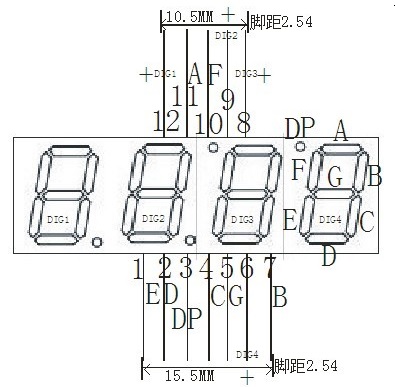 10.5MM + 脚距2.54
DIG2
+ DIG1 A F DIG3 +
11 9
12 10 8
DP A
F G B
DIG1 DIG2 DIG3 E DIG4 C
D
1 2 3 4 5 6 7
E D C G B
DP
DIG4
15.5MM + 脚距2.54